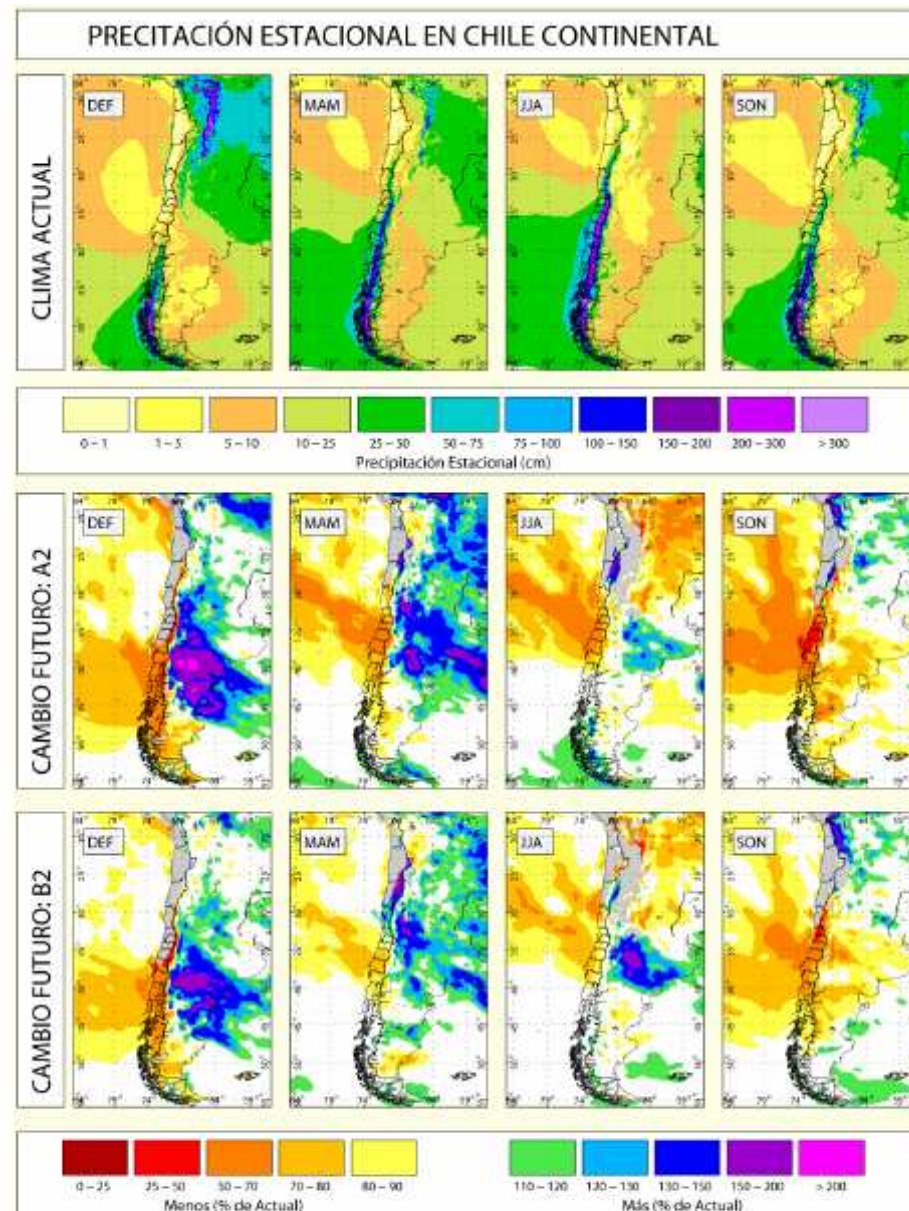 PRECITACIÓN ESTACIONAL EN CHILE CONTINENTAL
CLIMA ACTUAL
DEF
MAM
JJA
SON
0 – 1
1 – 5
5 – 10
10 – 25
25 – 50
50 – 75
75 – 100
100 – 150
150 – 200
200 – 300
> 300
Precipitación Estacional (cm)
CAMBIO FUTURO: A2
DEF
MAM
JJA
SON
CAMBIO FUTURO: B2
DEF
MAM
JJA
SON
0 – 25
25 – 50
50 – 70
70 – 80
80 – 90
Menos (% de Actual)
110 – 120
120 – 130
130 – 150
150 – 200
> 200
Más (% de Actual)